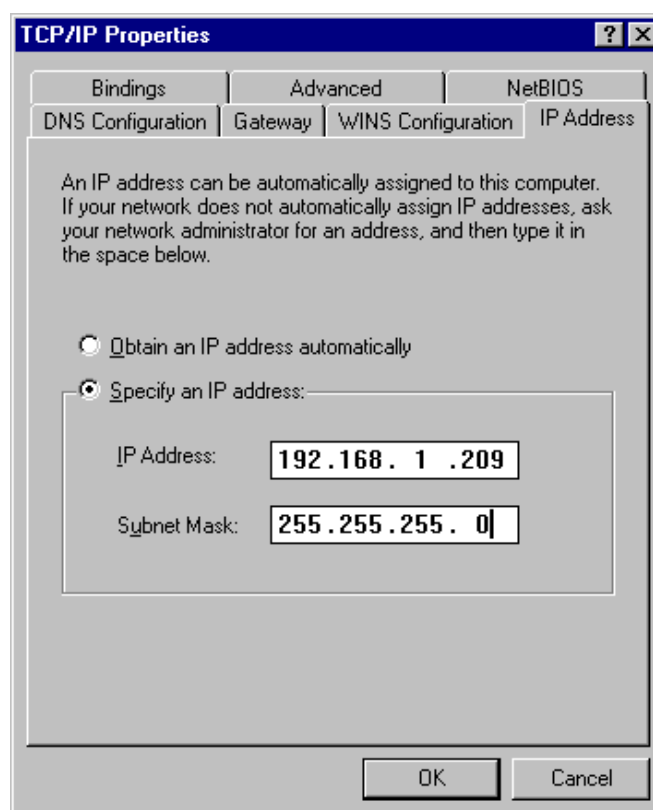 TCP/IP Properties
? X
Bindings Advanced NetBIOS
DNS Configuration Gateway WINS Configuration IP Address
An IP address can be automatically assigned to this computer.
If your network does not automatically assign IP addresses, ask
your network administrator for an address, and then type it in
the space below.
Obtain an IP address automatically
Specify an IP address:
IP Address: 192.168. 1 .209
Subnet Mask: 255.255.255. 0
OK Cancel